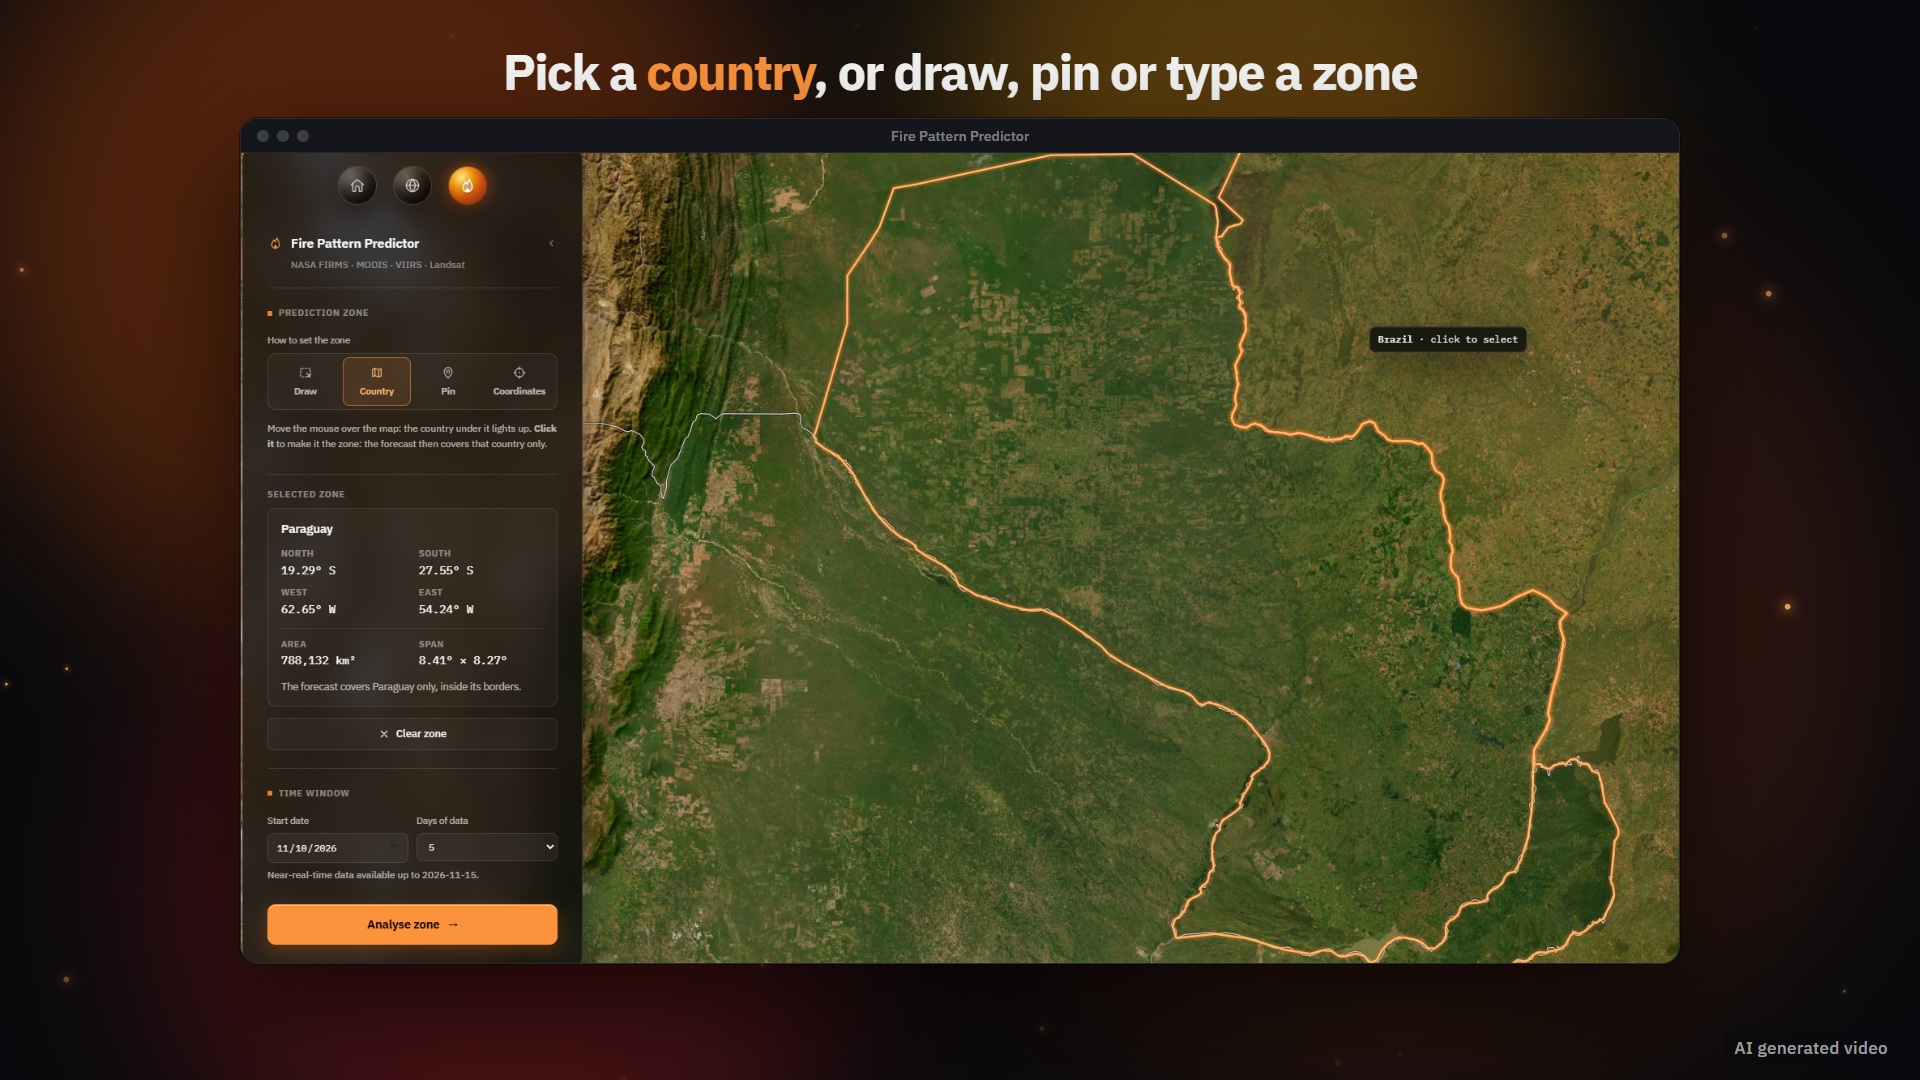 Pick a country, or draw, pin or type a zone
Fire Pattern Predictor
Fire Pattern Predictor
NASA FIRMS · MODIS · VIIRS · Landsat
PREDICTION ZONE
How to set the zone
Draw
Country
Pin
Coordinates
Move the mouse over the map: the country under it lights up. Click
it to make it the zone: the forecast then covers that country only.
SELECTED ZONE
Paraguay
NORTH SOUTH
19.29° S 27.55° S
WEST EAST
62.65° W 54.24° W
AREA SPAN
788,132 km² 8.41° × 8.27°
The forecast covers Paraguay only, inside its borders.
× Clear zone
TIME WINDOW
Start date Days of data
11/10/2026 5
Near-real-time data available up to 2026-11-15.
Analyse zone →
Brazil · click to select
AI generated video